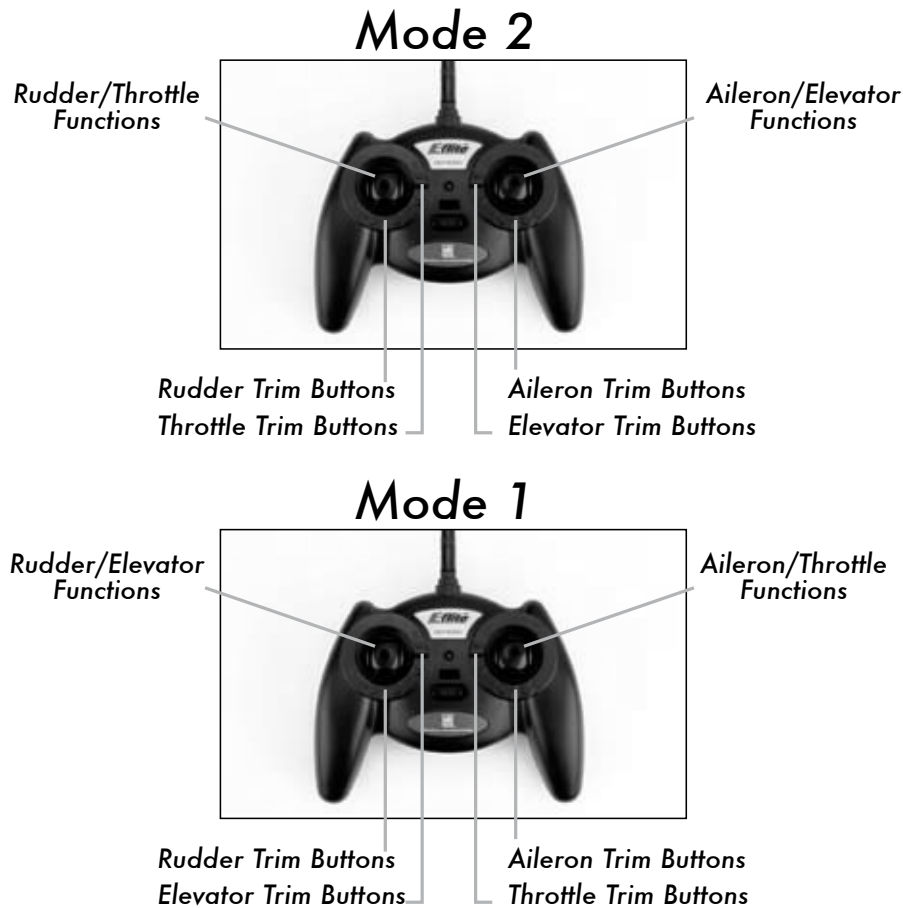 Mode 2
Rudder/Throttle
Functions
Aileron/Elevator
Functions
E-flite
Rudder Trim Buttons
Throttle Trim Buttons
Aileron Trim Buttons
Elevator Trim Buttons
Mode 1
Rudder/Elevator
Functions
Aileron/Throttle
Functions
E-flite
Rudder Trim Buttons
Elevator Trim Buttons
Aileron Trim Buttons
Throttle Trim Buttons